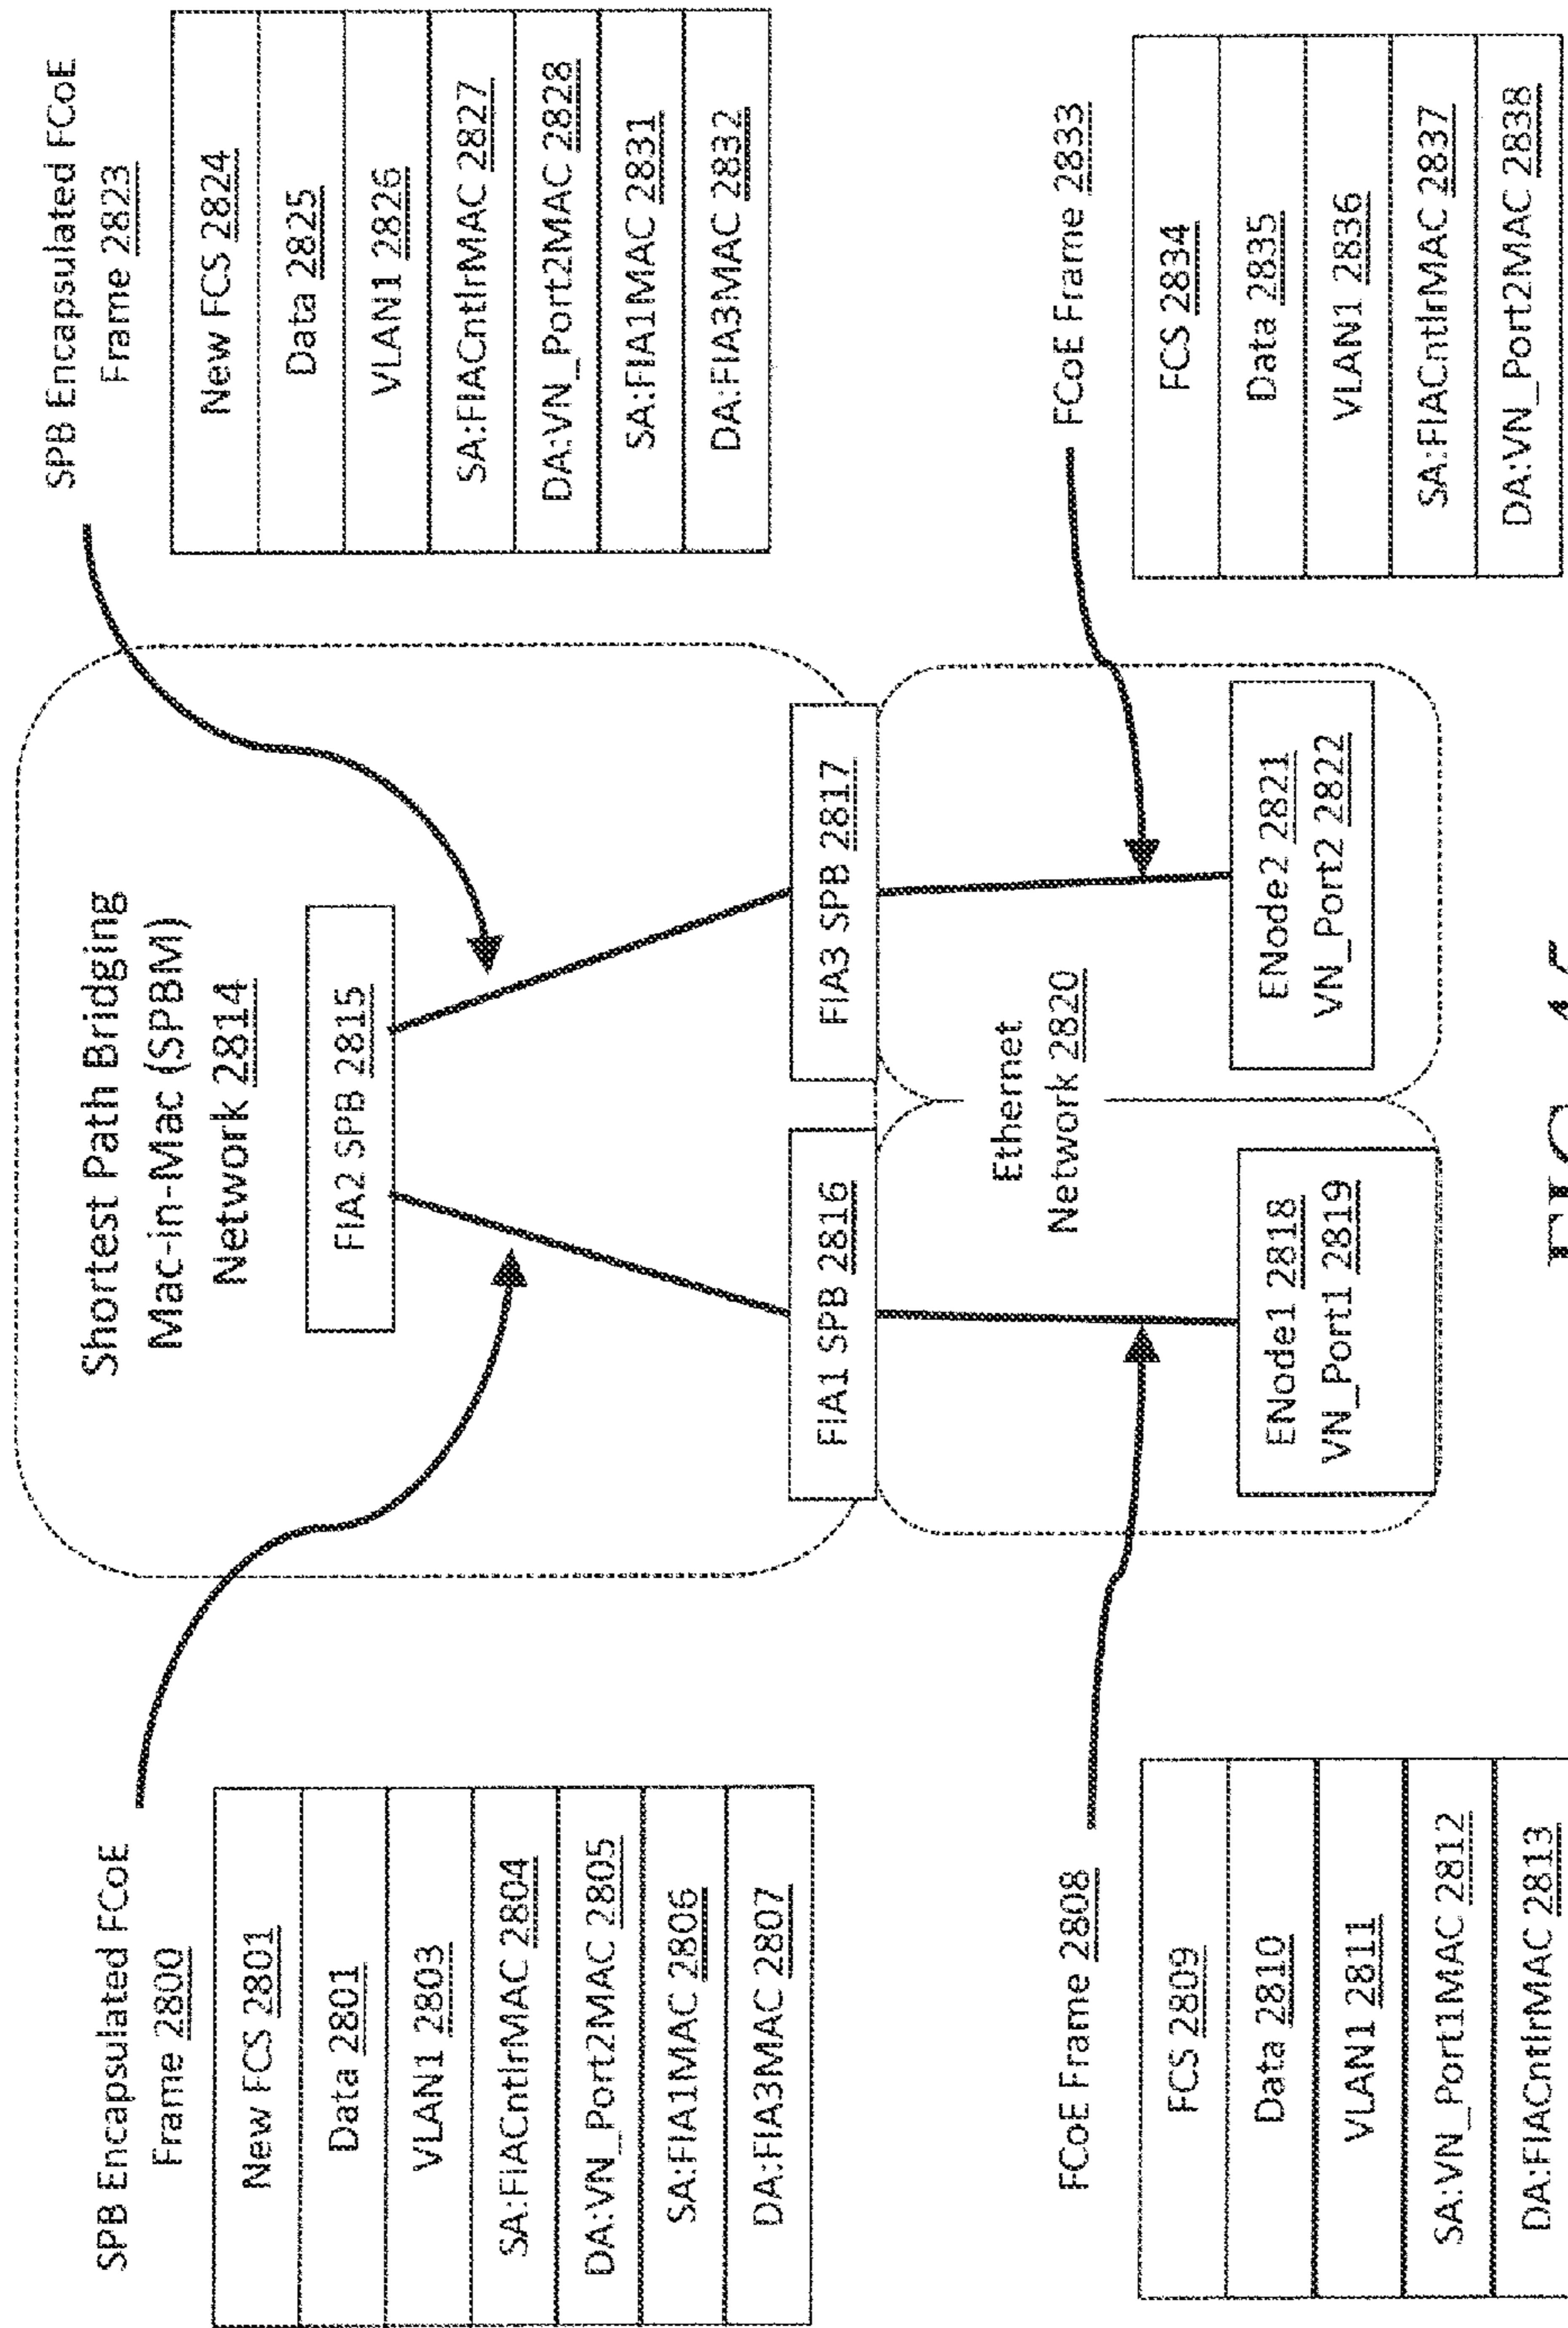 SPB Encapsulated FCoE
Frame 2800
New FCS 2801
Data 2801
VLAN1 2803
SA:FIACntlrMAC 2804
DA:VN_Port2MAC 2805
SA:FIA1MAC 2806
DA:FIA3MAC 2807
FCoE Frame 2808
FCS 2809
Data 2810
VLAN1 2811
SA:VN_Port1MAC 2812
DA:FIACntlrMAC 2813
Shortest Path Bridging
Mac-in-Mac (SPBM)
Network 2814
FIA2 SPB 2815
FIA1 SPB 2816
FIA3 SPB 2817
Ethernet
Network 2820
ENode1 2818
VN_Port1 2819
ENode2 2821
VN_Port2 2822
SPB Encapsulated FCoE
Frame 2823
New FCS 2824
Data 2825
VLAN1 2826
SA:FIACntlrMAC 2827
DA:VN_Port2MAC 2828
SA:FIA1MAC 2831
DA:FIA3MAC 2832
FCoE Frame 2833
FCS 2834
Data 2835
VLAN1 2836
SA:FIACntlrMAC 2837
DA:VN_Port2MAC 2838